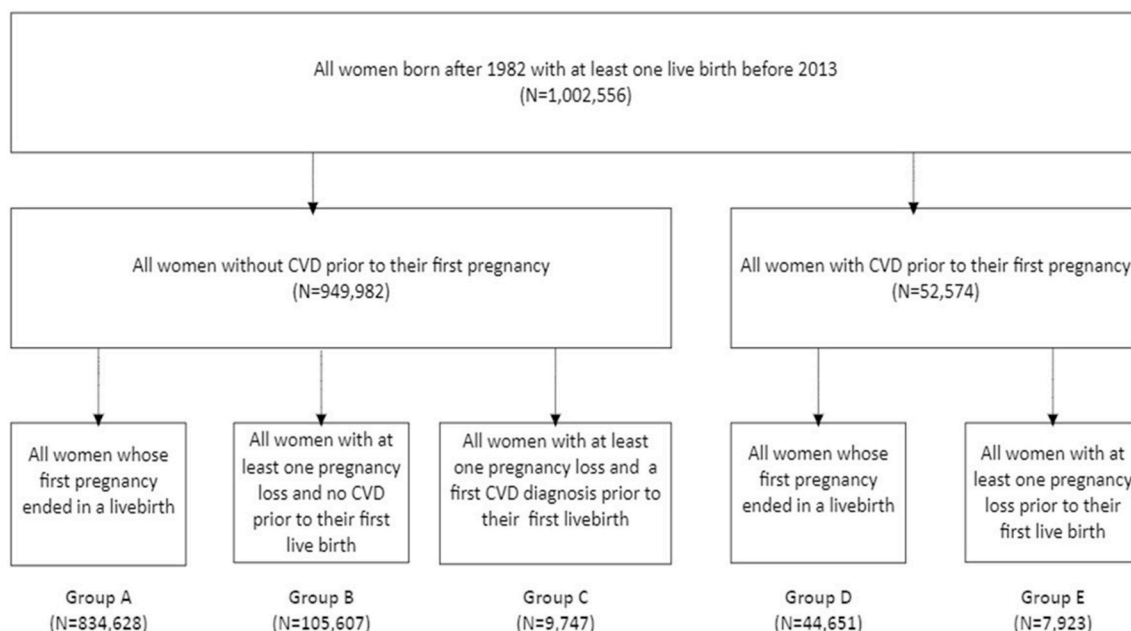 All women born after 1982 with at least one live birth before 2013
(N=1,002,556)
All women without CVD prior to their first pregnancy
(N=949,982)
All women with CVD prior to their first pregnancy
(N=52,574)
All women whose
first pregnancy
ended in a livebirth
All women with at
least one pregnancy
loss and no CVD
prior to their first
live birth
All women with at least
one pregnancy loss and a
first CVD diagnosis prior to
their first livebirth
All women whose
first pregnancy
ended in a livebirth
All women with at
least one pregnancy
loss prior to their
first live birth
Group A
(N=834,628)
Group B
(N=105,607)
Group C
(N=9,747)
Group D
(N=44,651)
Group E
(N=7,923)